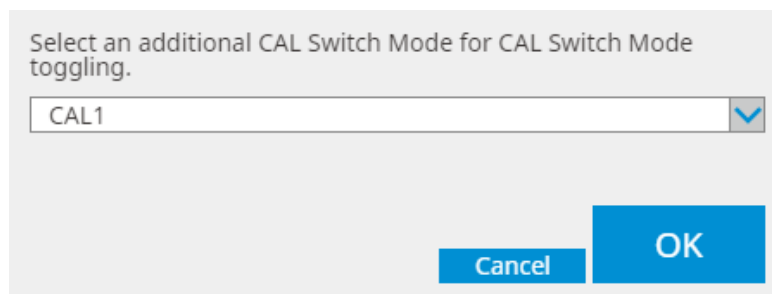 Select an additional CAL Switch Mode for CAL Switch Mode
toggling.
CAL1
OK
Cancel